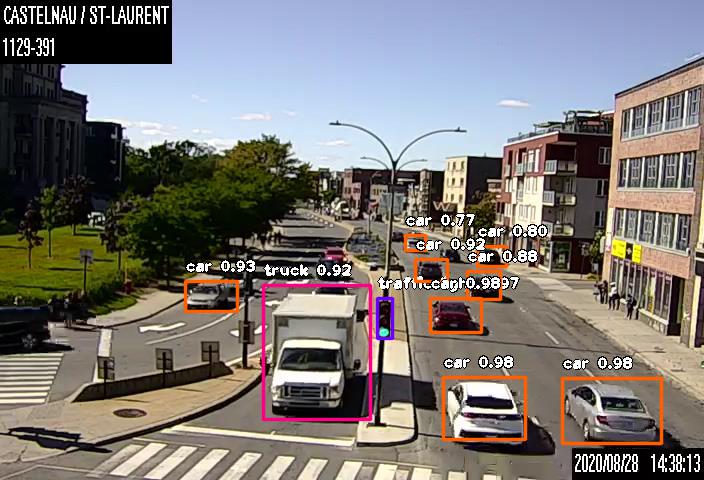 CASTELNAU / ST-LAURENT
1129-391
car 0.77
car 0.80
car 0.92
car 0.88
car 0.93
truck 0.92
car 0.98
car 0.98
2020/08/28 14:38:13